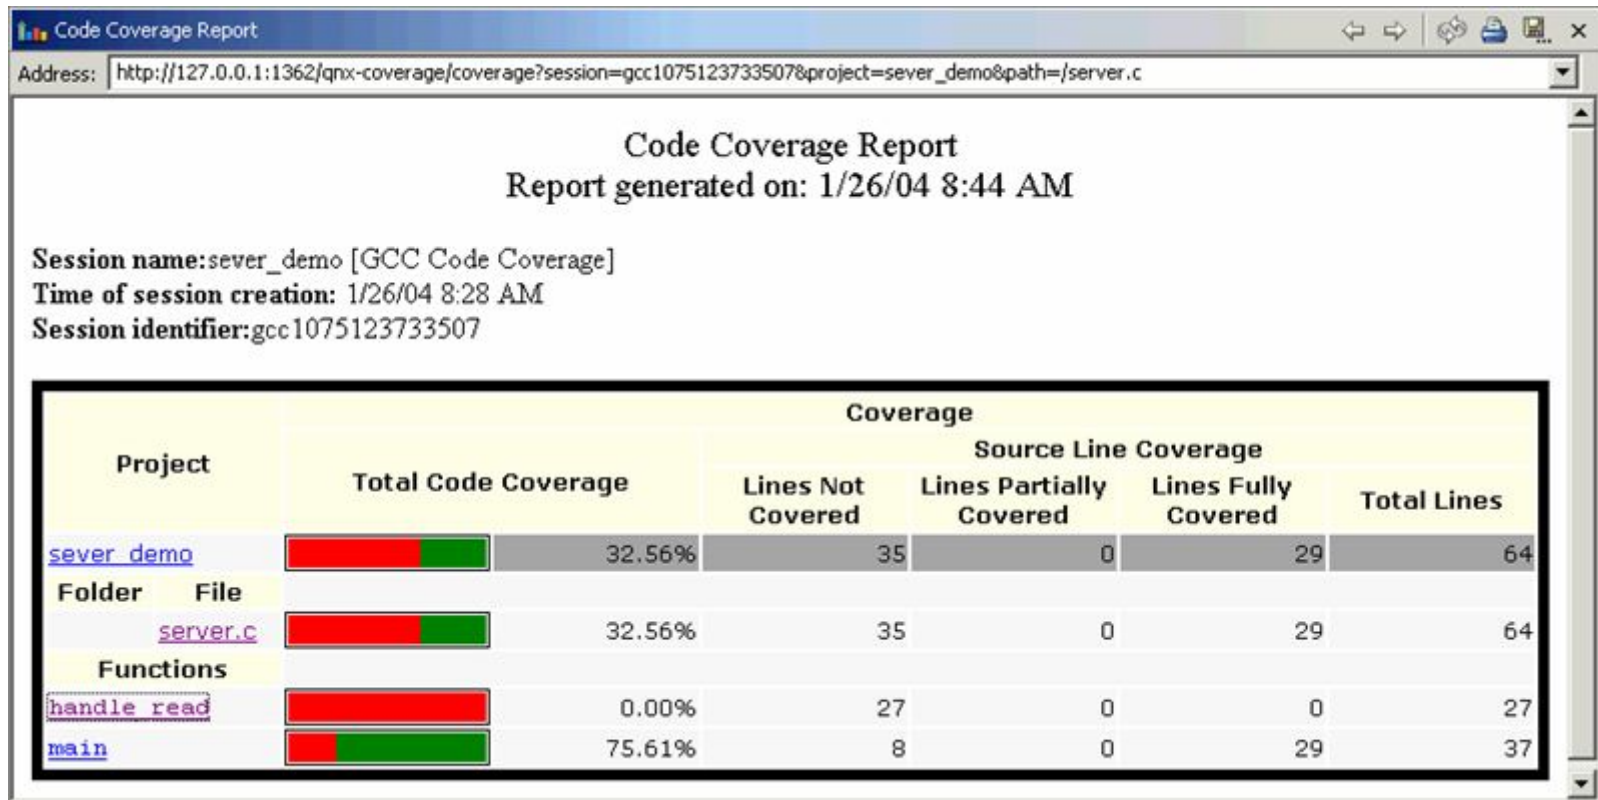 Code Coverage Report
Address: http://127.0.0.1:1362/qnx-coverage/coverage?session=gcc1075123733507&project=sever_demo&path=/server.c
Code Coverage Report
Report generated on: 1/26/04 8:44 AM
Session name:sever_demo [GCC Code Coverage]
Time of session creation: 1/26/04 8:28 AM
Session identifier:gcc1075123733507
Project
Coverage
Total Code Coverage
Source Line Coverage
Lines Not Covered
Lines Partially Covered
Lines Fully Covered
Total Lines
sever_demo 32.56% 35 0 29 64
Folder File
server.c 32.56% 35 0 29 64
Functions
handle_read 0.00% 27 0 0 27
main 75.61% 8 0 29 37